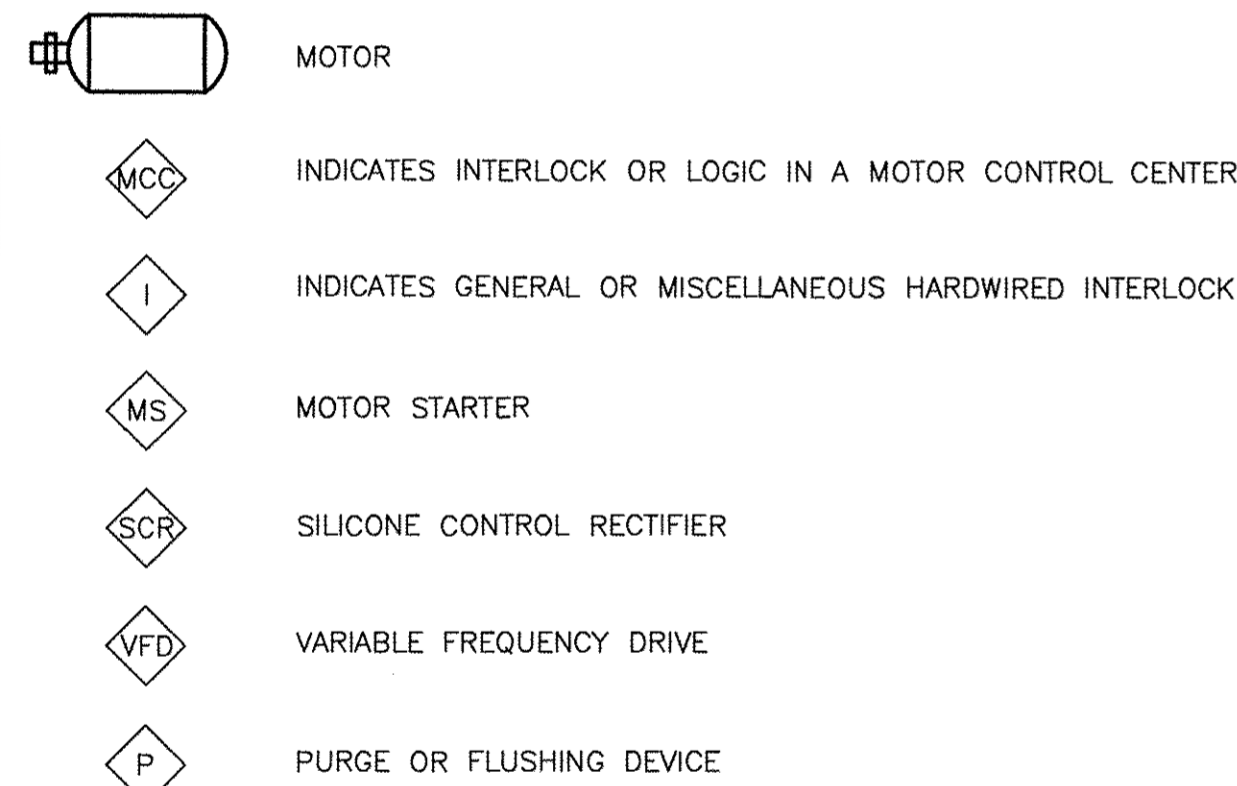 MOTOR
MCC INDICATES INTERLOCK OR LOGIC IN A MOTOR CONTROL CENTER
I INDICATES GENERAL OR MISCELLANEOUS HARDWIRED INTERLOCK
MS MOTOR STARTER
SCR SILICONE CONTROL RECTIFIER
VFD VARIABLE FREQUENCY DRIVE
P PURGE OR FLUSHING DEVICE